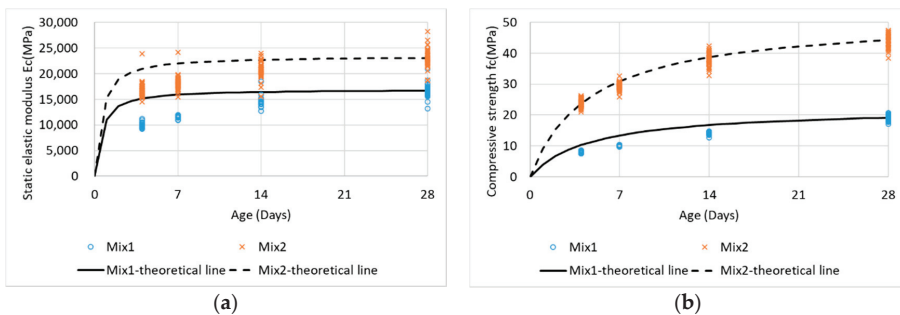 Static elastic modulus Ec(MPa)
30,000
25,000
20,000
15,000
10,000
5,000
0
0 7 14 21 28
Age (Days)
Mix1 Mix2
Mix1-theoretical line Mix2-theoretical line
(a)
Compressive strength fc(MPa)
50
40
30
20
10
0
0 7 14 21 28
Age (Days)
Mix1 Mix2
Mix1-theoretical line Mix2-theoretical line
(b)